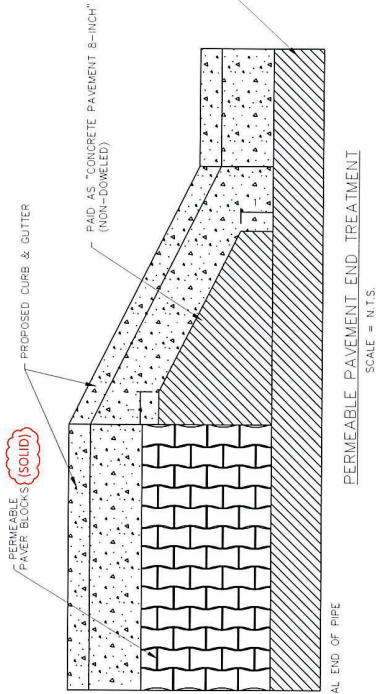 PERMEABLE
PAVER BLOCKS (SOLID)
PROPOSED CURB & GUTTER
PAID AS "CONCRETE PAVEMENT 8-INCH"
(NON-DOWELED)
1'
1'
PERMEABLE PAVEMENT END TREATMENT
SCALE = N.T.S.
AL END OF PIPE